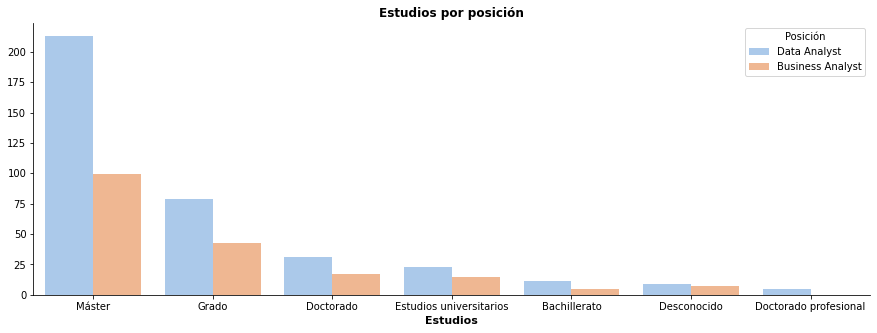 Estudios por posición
Posición
Data Analyst
Business Analyst
200
175
150
125
100
75
50
25
0
Máster Grado Doctorado Estudios universitarios Bachillerato Desconocido Doctorado profesional
Estudios